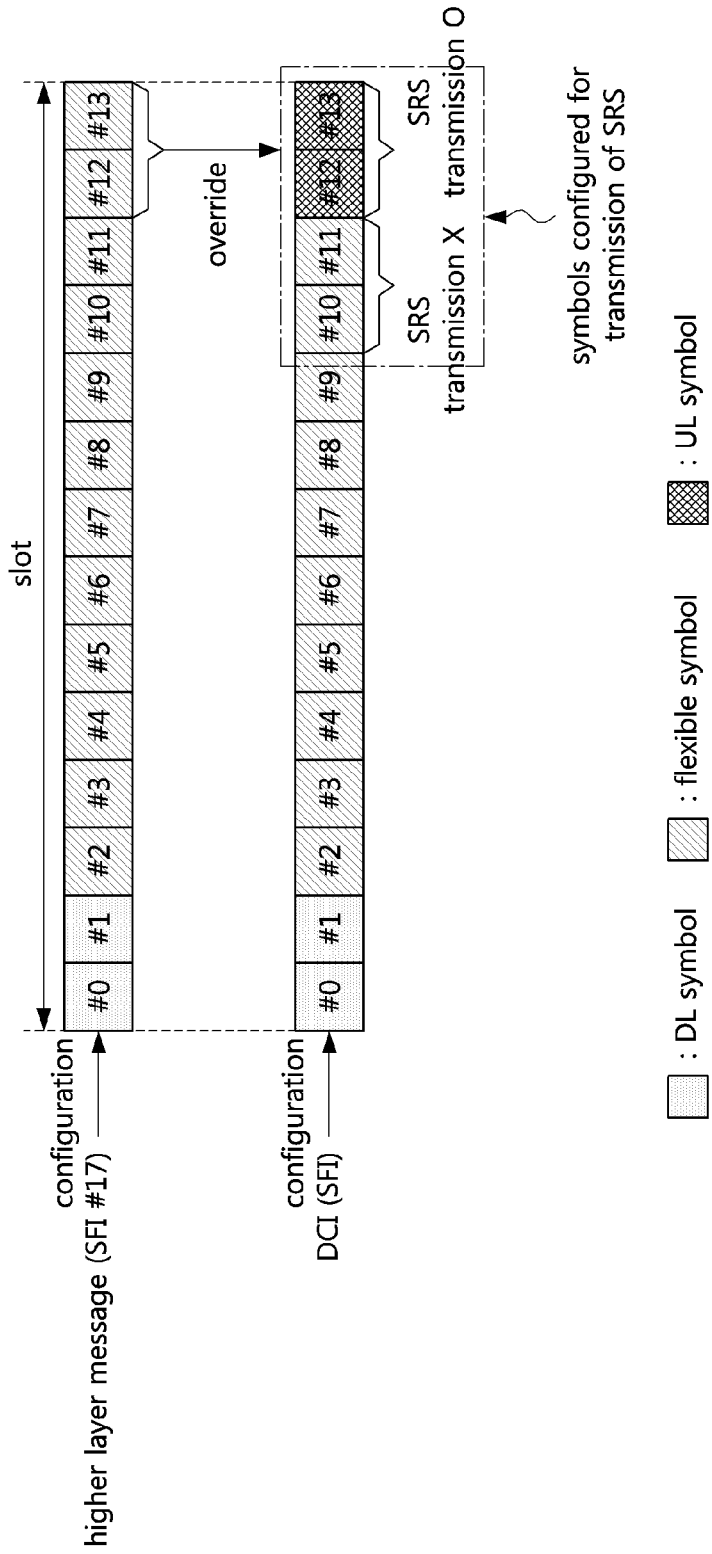 slot
configuration
higher layer message (SFI #17)
#0 #1 #2 #3 #4 #5 #6 #7 #8 #9 #10 #11 #12 #13
override
configuration
DCI (SFI)
#0 #1 #2 #3 #4 #5 #6 #7 #8 #9 #10 #11 #12 #13
SRS
transmission X
SRS
transmission O
symbols configured for
transmission of SRS
: DL symbol
: flexible symbol
: UL symbol